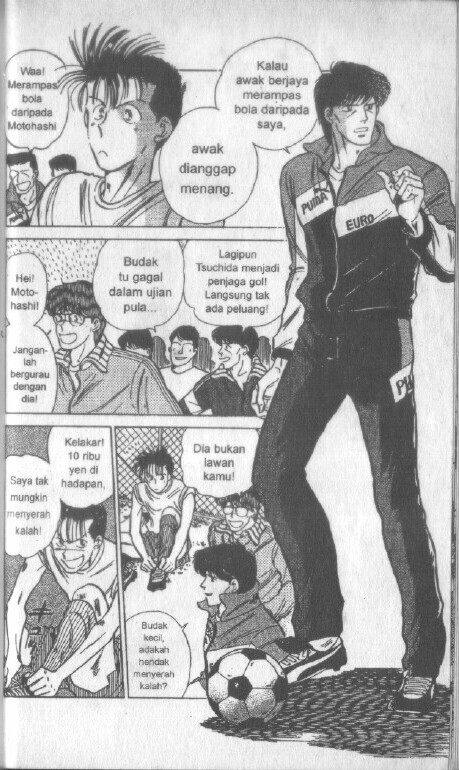 Kalau
awak berjaya
merampas
bola daripada
saya,
awak
dianggap
menang.
Waa!
Merampas
bola
daripada
Motohashi
PUMA
EURO
Lagipun
Tsuchida menjadi
penjaga gol!
Langsung tak
ada peluang!
Budak
tu gagal
dalam ujian
pula...
Hei!
Moto-
hashi!
Jangan-
lah
bergurau
dengan
dia!
Dia bukan
lawan
kamu!
Budak
kecil,
adakah
hendak
menyerah
kalah?
Kelakar!
10 ribu
yen di
hadapan,
Saya tak
mungkin
menyerah
kalah!